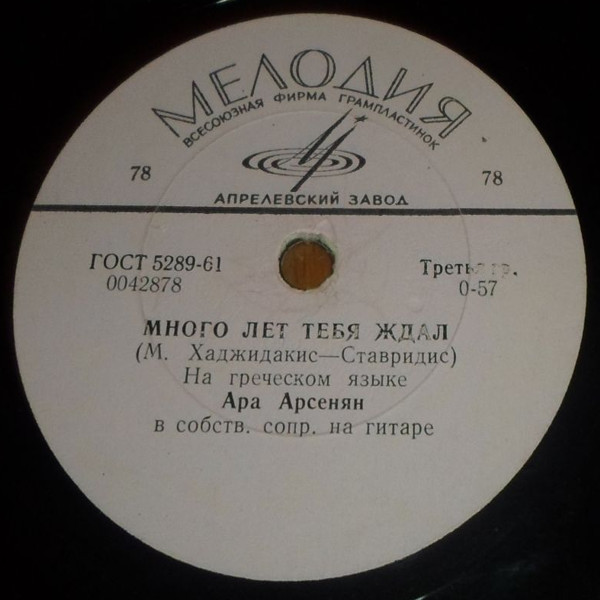 МЕЛОДИЯ
ВСЕСОЮЗНАЯ ФИРМА ГРАМПЛАСТИНОК
78 78
АПРЕЛЕВСКИЙ ЗАВОД
ГОСТ 5289-61 Третья гр.
0042878 0-57
МНОГО ЛЕТ ТЕБЯ ЖДАЛ
(М. Хаджидакис—Ставридис)
На греческом языке
Ара Арсенян
в собств. сопр. на гитаре